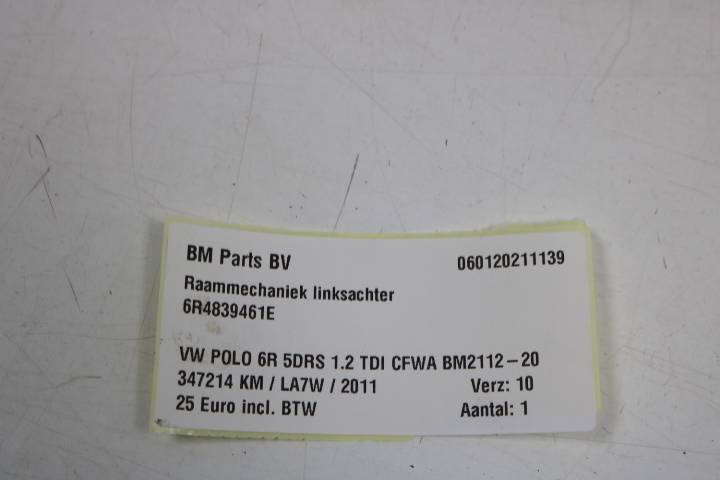 BM Parts BV 060120211139
Raammechaniek linksachter
6R4839461E
VW POLO 6R 5DRS 1.2 TDI CFWA BM2112-20
347214 KM / LA7W / 2011 Verz: 10
25 Euro incl. BTW Aantal: 1